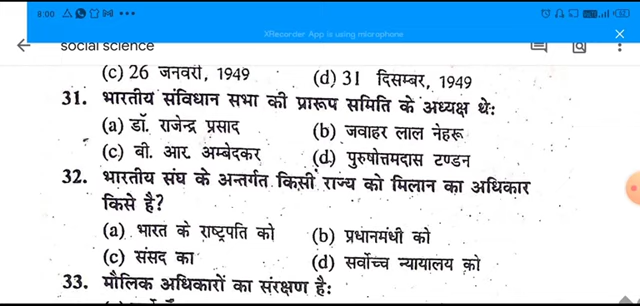 8:00
XRecorder App is using microphone
social science
(c) 26 जनवरी, 1949 (d) 31 दिसम्बर, 1949
31. भारतीय संविधान सभा की प्रारूप समिति के अध्यक्ष थेः
(a) डॉ. राजेन्द्र प्रसाद (b) जवाहर लाल नेहरू
(c) बी. आर. अम्बेदकर (d) पुरुषोत्तमदास टण्डन
32. भारतीय संघ के अन्तर्गत किसी राज्य को मिलान का अधिकार
किसे है?
(a) भारत के राष्ट्रपति को (b) प्रधानमंधी को
(c) संसद का (d) सर्वोच्च न्यायालय को
33. मौलिक अधिकारों का संरक्षण हैः